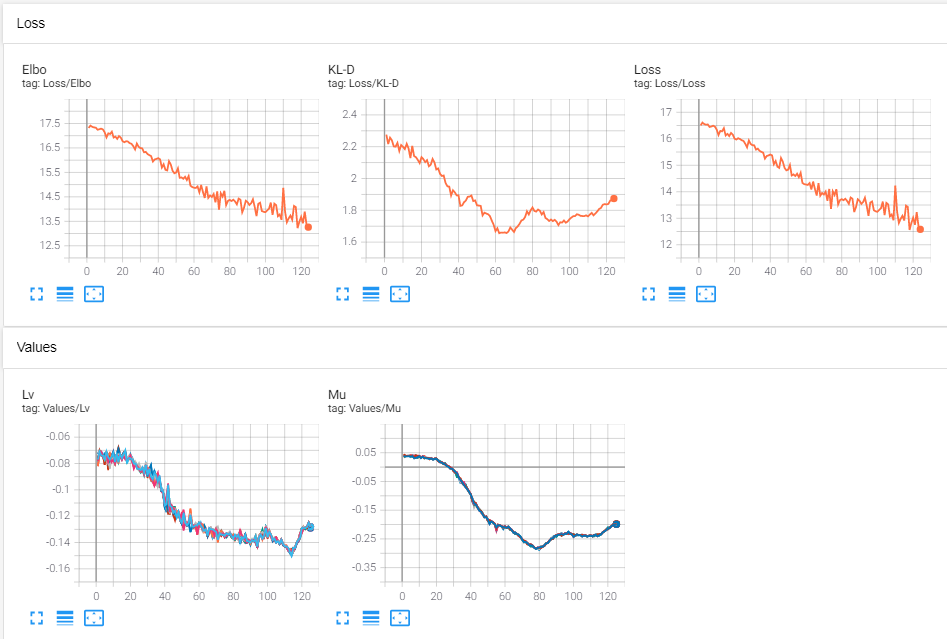 Loss
Elbo
tag: Loss/Elbo
17.5
16.5
15.5
14.5
13.5
12.5
0 20 40 60 80 100 120
KL-D
tag: Loss/KL-D
2.4
2.2
2
1.8
1.6
0 20 40 60 80 100 120
Loss
tag: Loss/Loss
17
16
15
14
13
12
0 20 40 60 80 100 120
Values
Lv
tag: Values/Lv
-0.06
-0.08
-0.1
-0.12
-0.14
-0.16
0 20 40 60 80 100 120
Mu
tag: Values/Mu
0.05
-0.05
-0.15
-0.25
-0.35
0 20 40 60 80 100 120